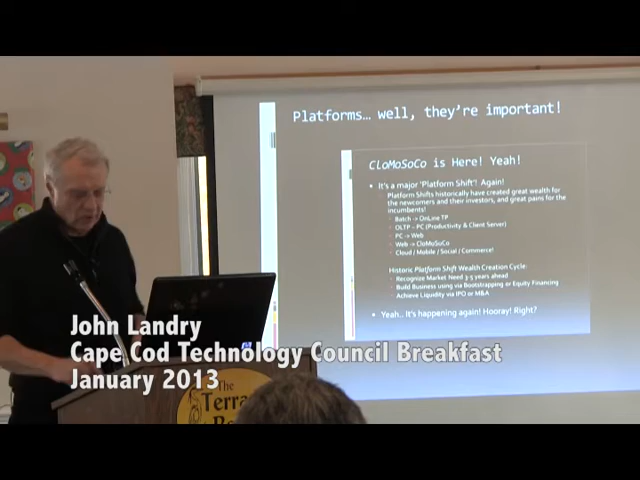 Platforms… well, they're important!
CLoMoSoCo is Here! Yeah!
• It's a major 'Platform Shift'! Again!
Platform Shifts historically have created great wealth for
the newcomers and their investors, and great pains for the
incumbents!
Batch -> OnLine TP
OLTP – PC (Productivity & Client Server)
PC -> Web
Web -> CloMoSoCo
Cloud / Mobile / Social / Commerce!
Historic Platform Shift Wealth Creation Cycle:
Recognize Market Need 3-5 years ahead
Build Business using via Bootstrapping or Equity Financing
Achieve Liquidity via IPO or M&A
• Yeah.. It's happening again! Hooray! Right?
John Landry
Cape Cod Technology Council Breakfast
January 2013
The
Terra